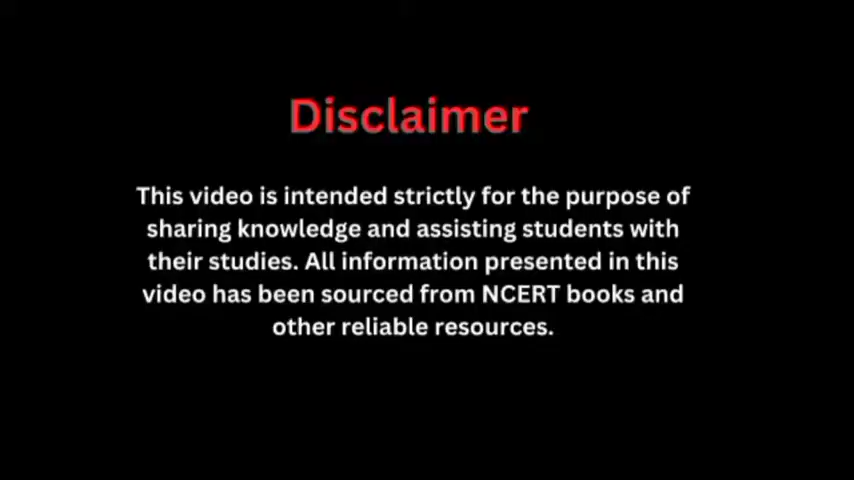 Disclaimer
This video is intended strictly for the purpose of
sharing knowledge and assisting students with
their studies. All information presented in this
video has been sourced from NCERT books and
other reliable resources.